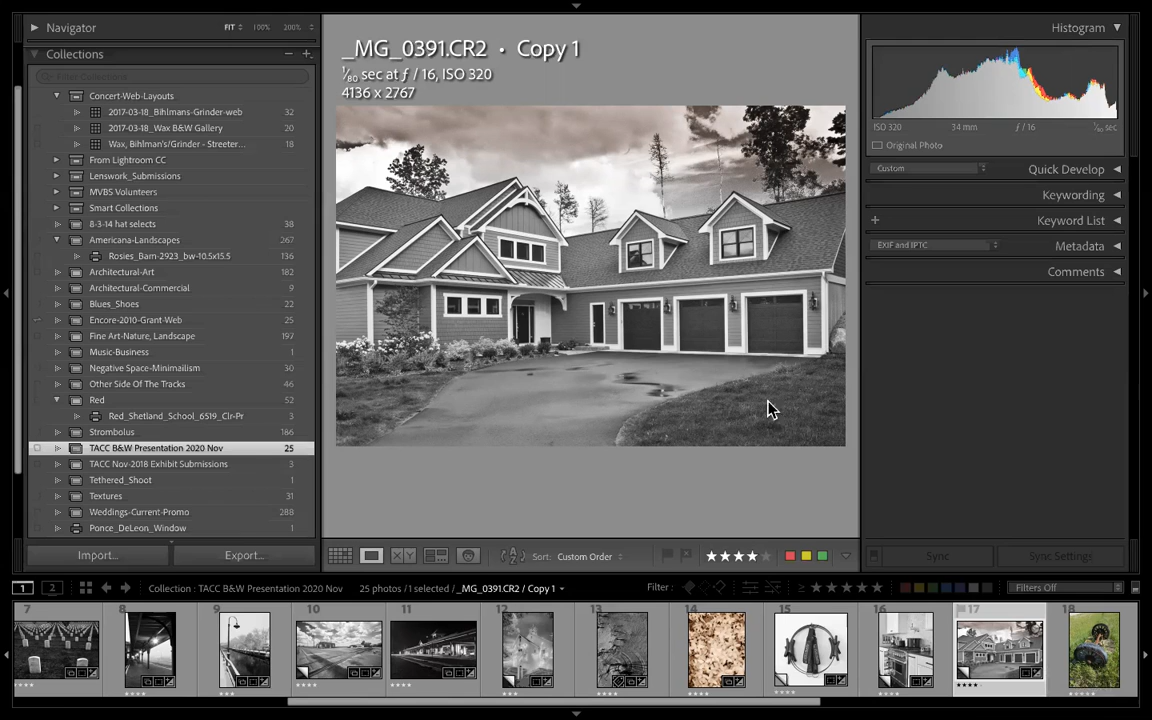 Navigator
FIT
100%
200%
Histogram
Collections
Filter Collections
_MG_0391.CR2 • Copy 1
1/80 sec at ƒ / 16, ISO 320
4136 x 2767
ISO 320
34 mm
ƒ / 16
1/80 sec
Original Photo
Concert-Web-Layouts
2017-03-18_Bihlmans-Grinder-web 32
2017-03-18_Wax B&W Gallery 20
Wax, Bihlman's/Grinder - Streeter... 18
From Lightroom CC
Lenswork_Submissions
MVBS Volunteers
Smart Collections
8-3-14 hat selects 38
Americana-Landscapes 267
Rosies_Barn-2923_bw-10.5x15.5 136
Architectural-Art 182
Architectural-Commercial 9
Blues_Shoes 22
Encore-2010-Grant-Web 25
Fine Art-Nature, Landscape 197
Music-Business 1
Negative Space-Minimailism 30
Other Side Of The Tracks 46
Red 52
Red_Shetland_School_6519_Clr-Pr 3
Strombolus 186
TACC B&W Presentation 2020 Nov 25
TACC Nov-2018 Exhibit Submissions 3
Tethered_Shoot 1
Textures 31
Weddings-Current-Promo 288
Ponce_DeLeon_Window 1
Custom
Quick Develop
Keywording
Keyword List
EXIF and IPTC
Metadata
Comments
Import...
Export...
Sort: Custom Order
Sync
Sync Settings
1
2
Collection : TACC B&W Presentation 2020 Nov
25 photos / 1 selected / _MG_0391.CR2 / Copy 1
Filter :
Filters Off
7
8
9
10
11
12
13
14
15
16
17
18